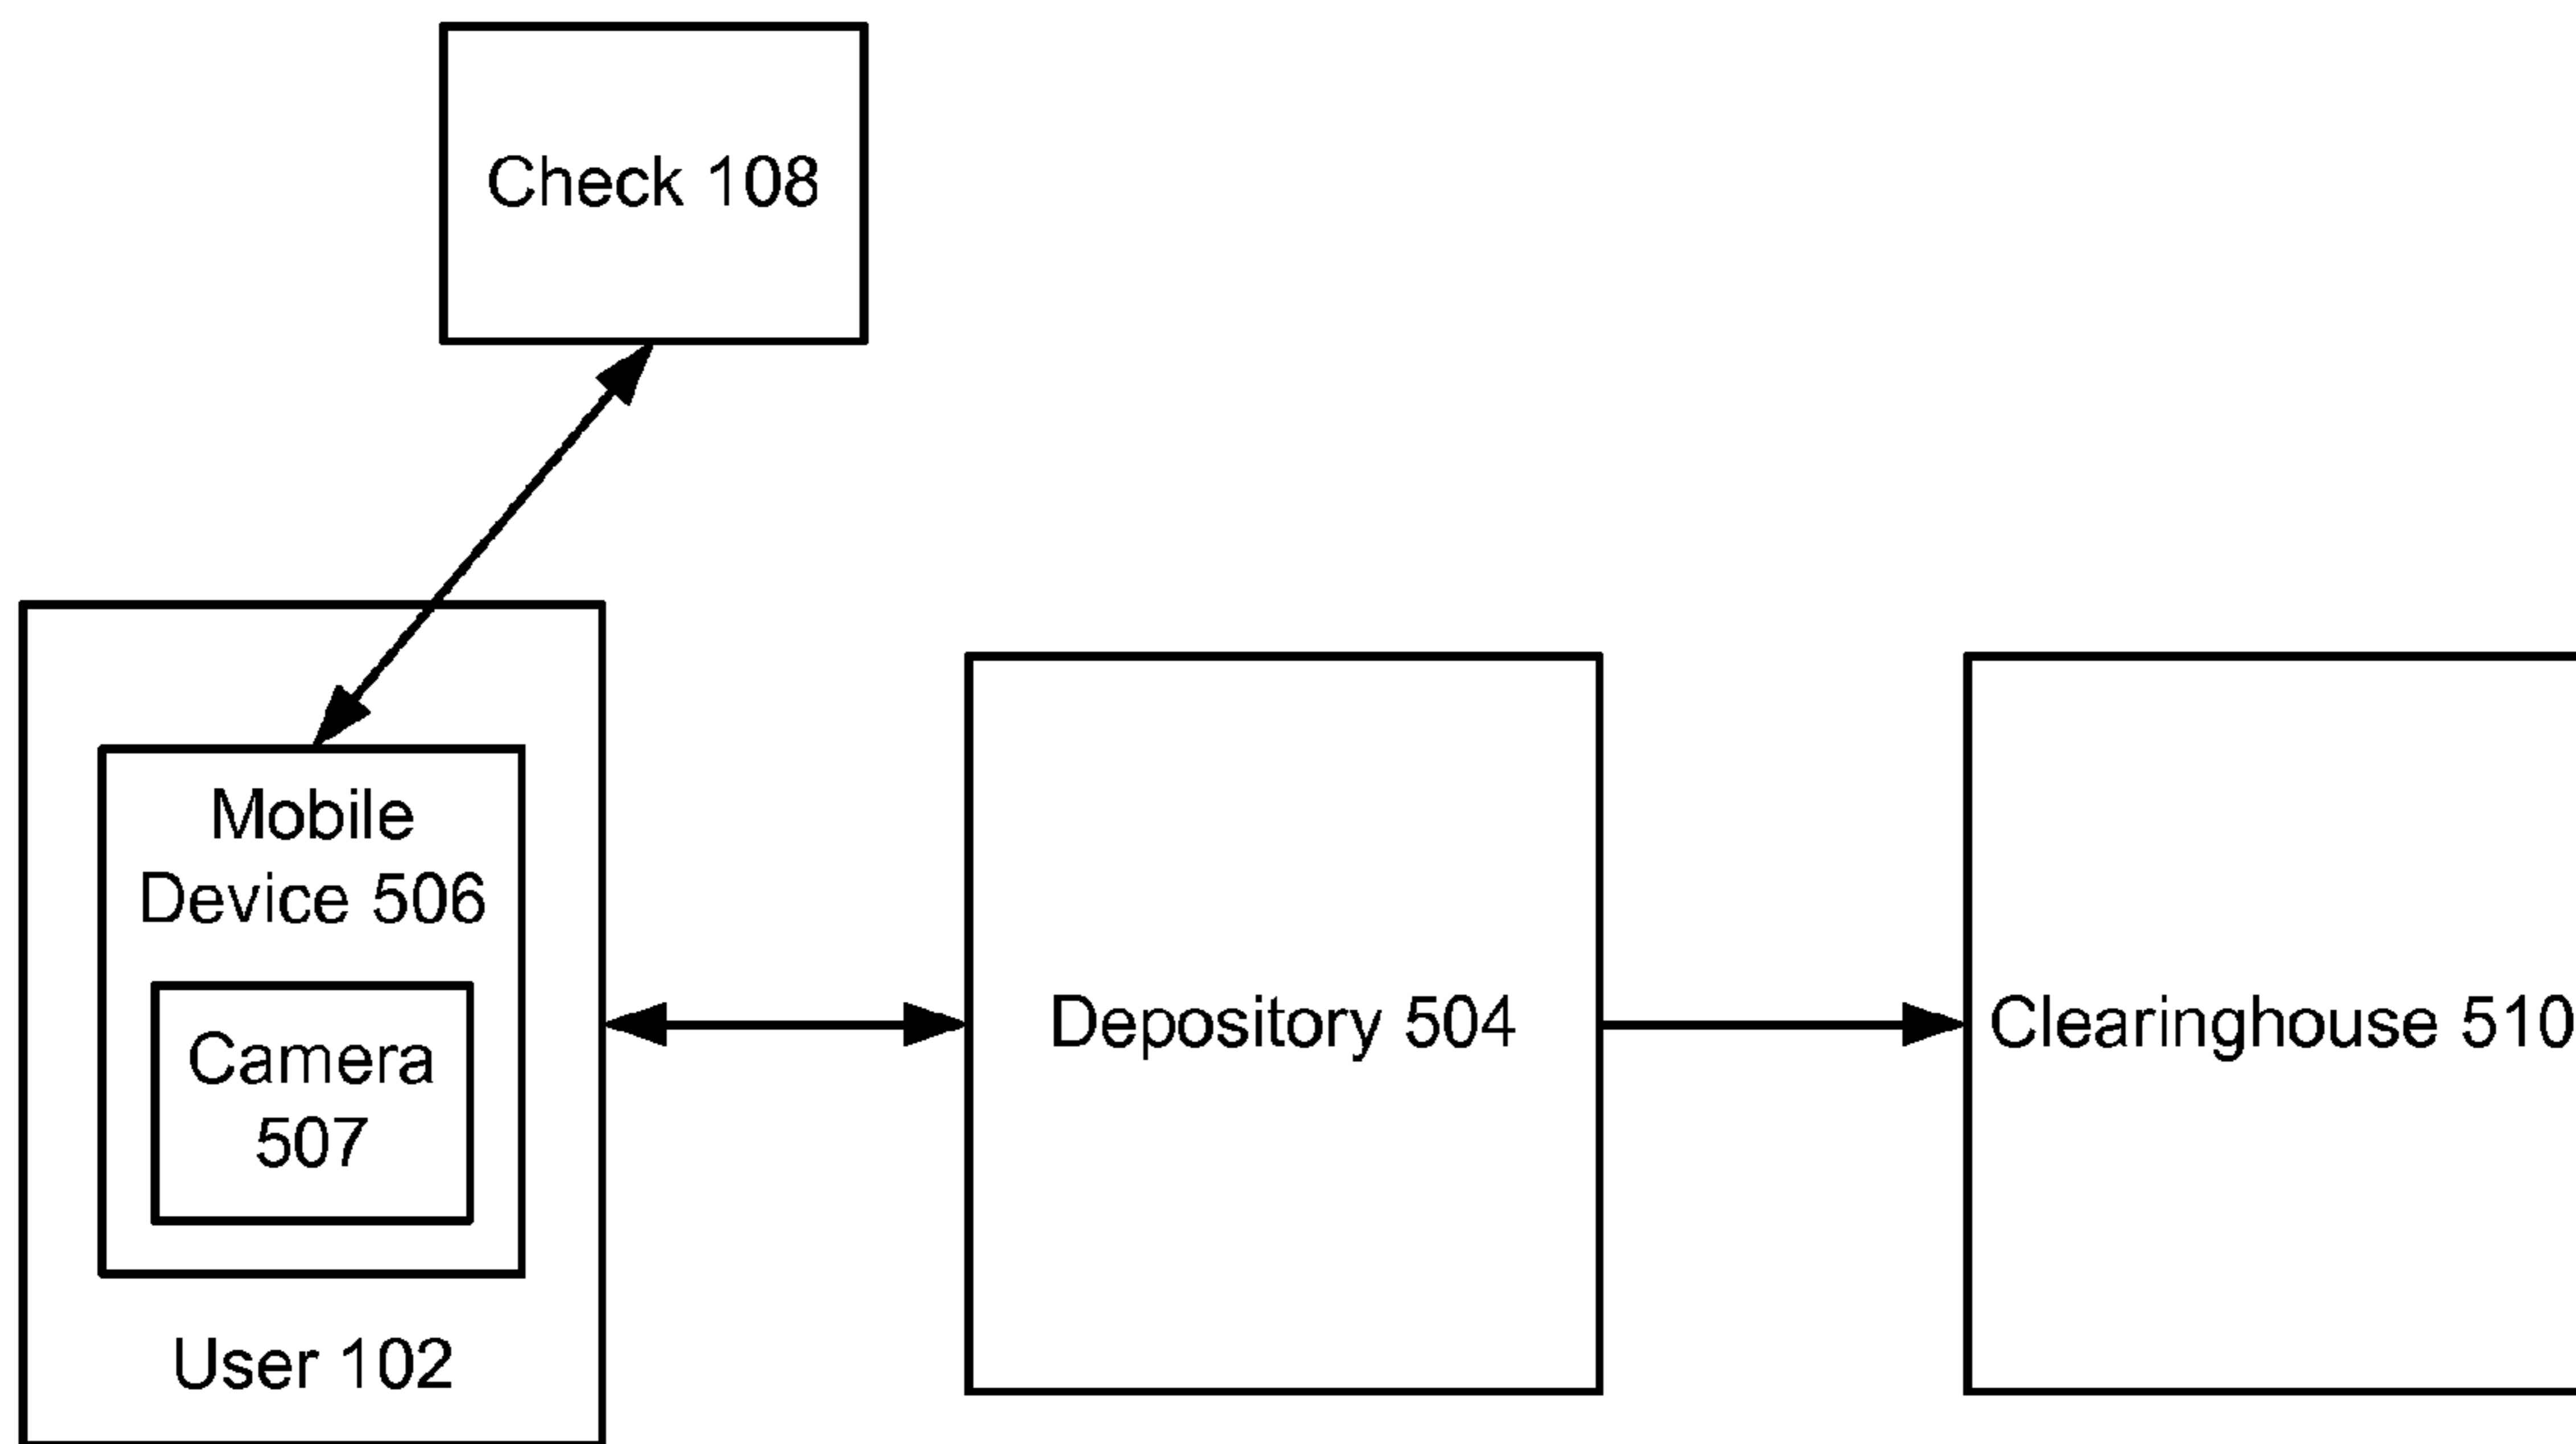 Check 108
Mobile
Device 506
Camera
507
User 102
Depository 504
Clearinghouse 510